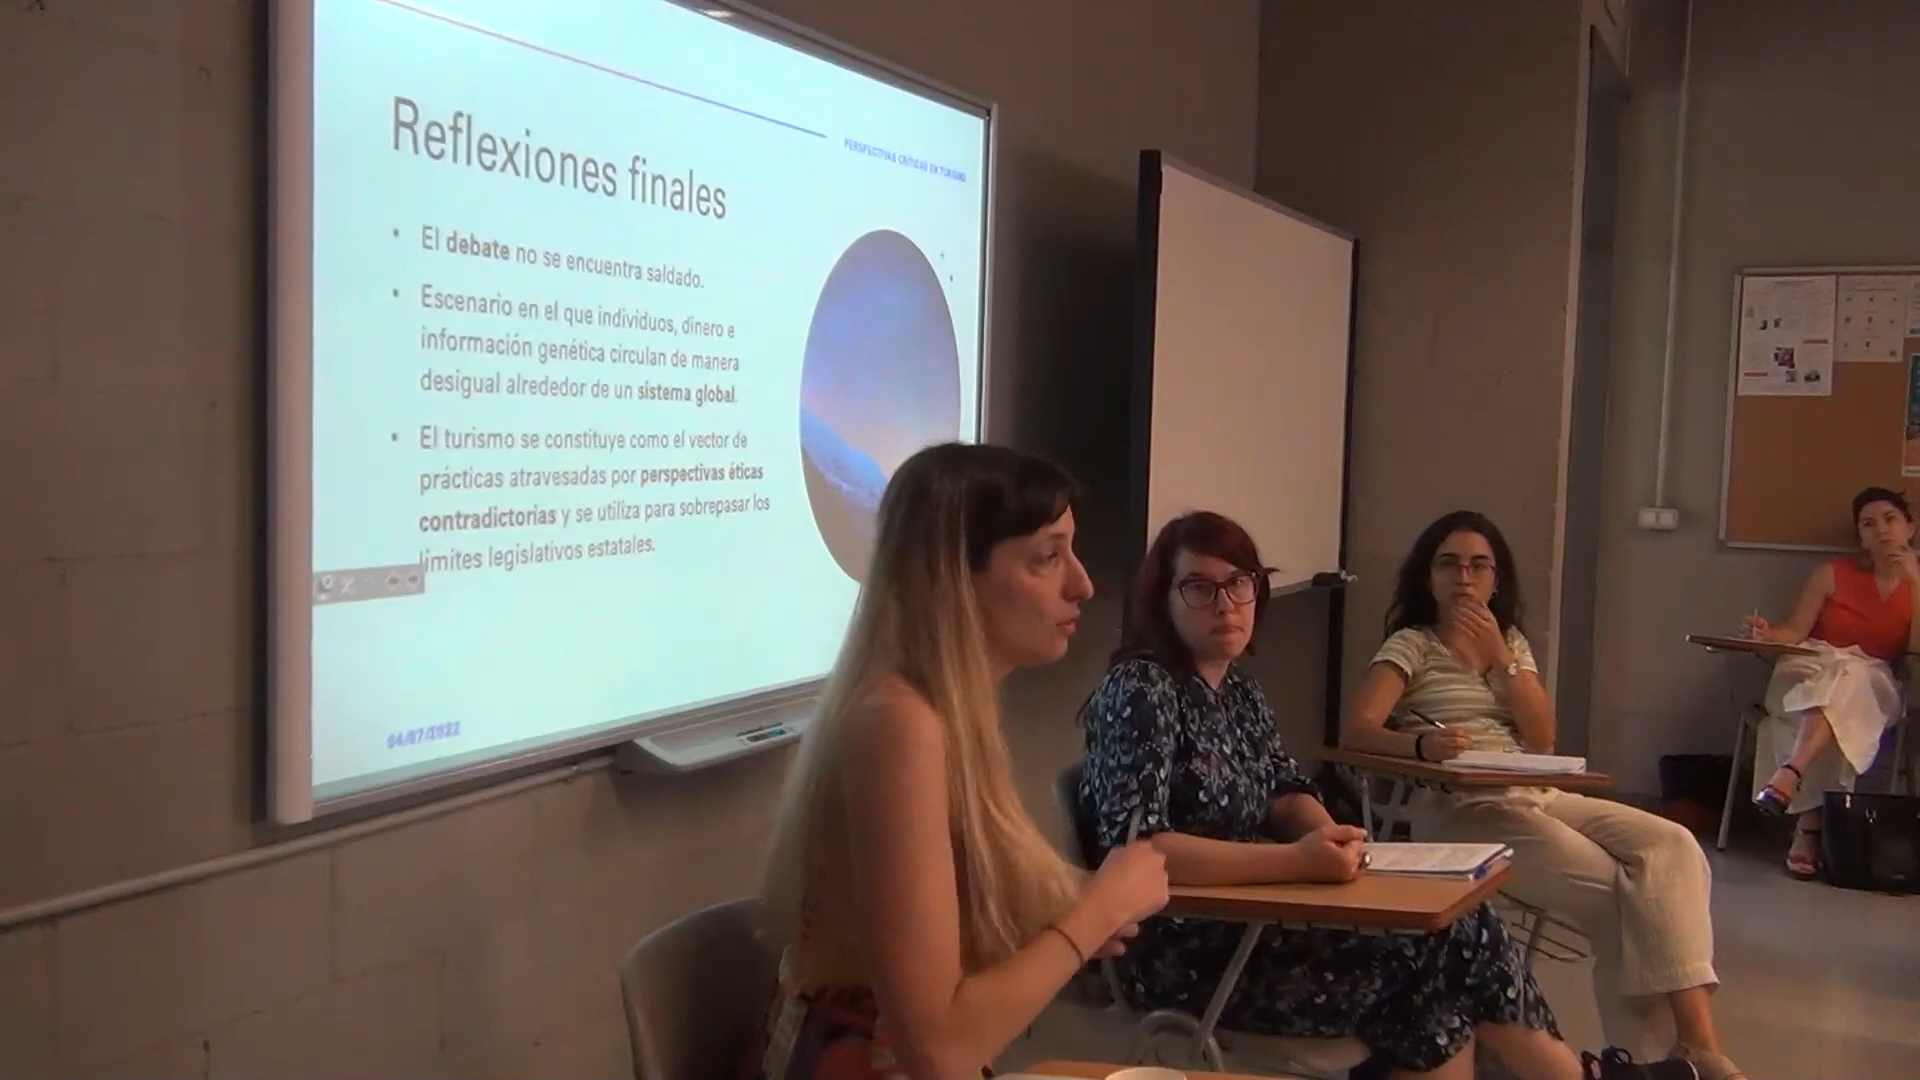 PERSPECTIVAS CRÍTICAS EN TURISMO
Reflexiones finales
• El debate no se encuentra saldado.
• Escenario en el que individuos, dinero e
información genética circulan de manera
desigual alrededor de un sistema global.
• El turismo se constituye como el vector de
prácticas atravesadas por perspectivas éticas
contradictorias y se utiliza para sobrepasar los
límites legislativos estatales.
04/07/2022